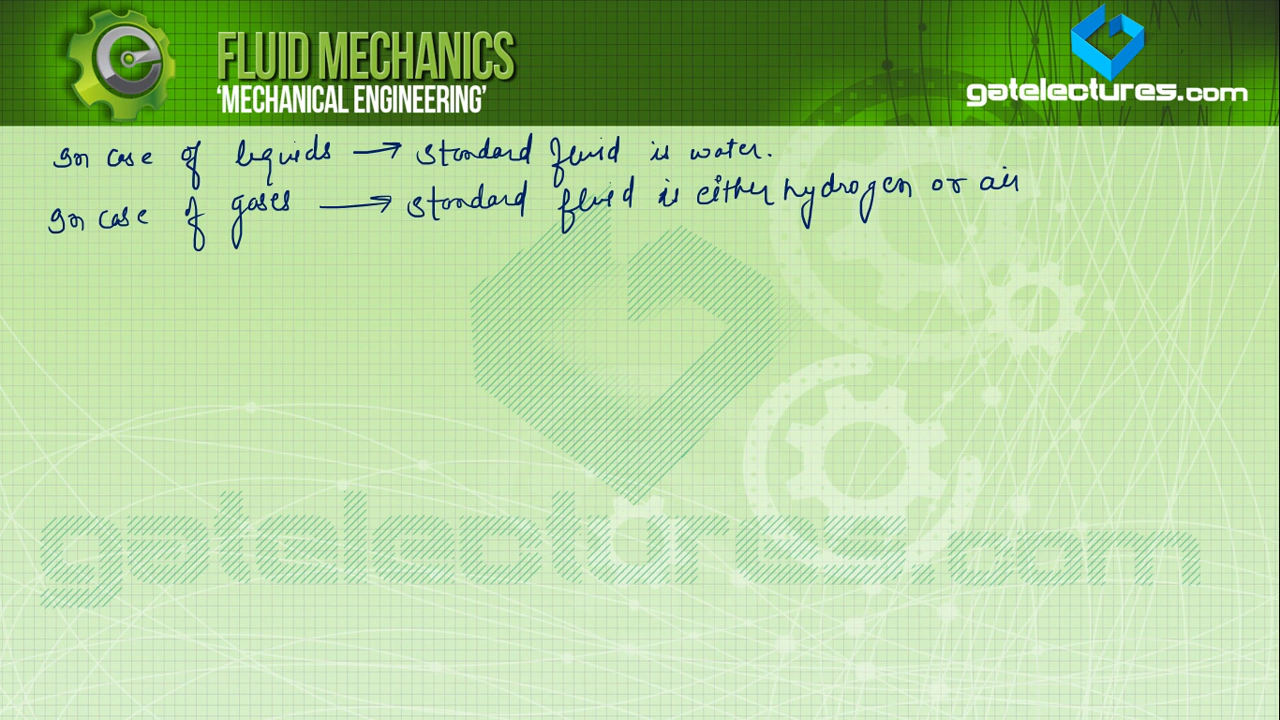 FLUID MECHANICS
'MECHANICAL ENGINEERING'
gatelectures.com
In case of liquids → standard fluid is water.
In case of gases → standard fluid is either hydrogen or air
gatelectures.com